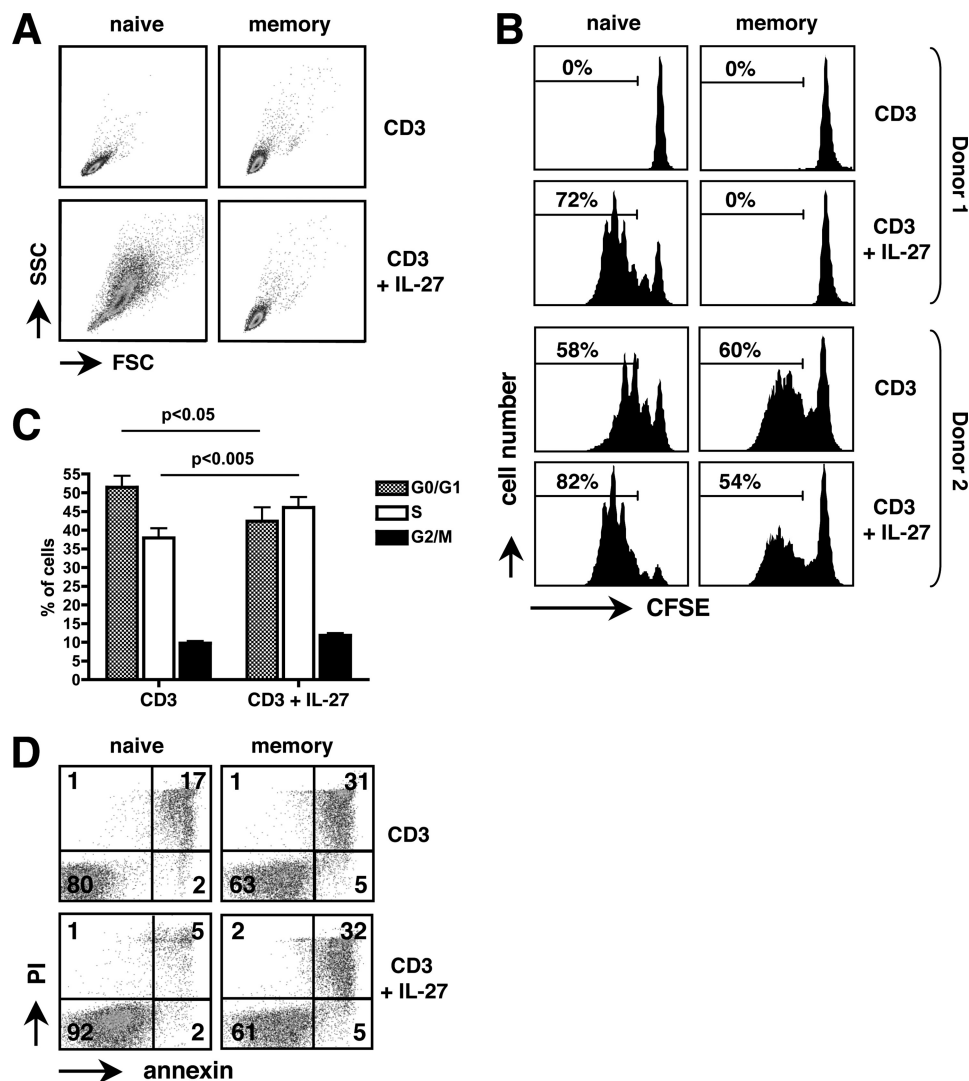 A
naive memory
CD3
CD3
+ IL-27
SSC
FSC
B
naive memory
0% 0%
CD3
72% 0%
CD3
+ IL-27
Donor 1
58% 60%
CD3
82% 54%
CD3
+ IL-27
Donor 2
cell number
CFSE
C
p<0.05
p<0.005
55
50
45
40
35
30
25
20
15
10
5
0
% of cells
G0/G1
S
G2/M
CD3 CD3 + IL-27
D
naive memory
1 17 1 31
CD3
80 2 63 5
1 5 2 32
CD3
+ IL-27
92 2 61 5
PI
annexin